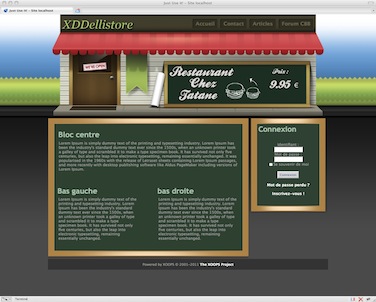 Just Use it! - Site localhost
Just Use it! - Site localhost
XDDellistore
Accueil
Contact
Articles
Forum CBB
WE'RE OPEN
Restaurant
Chez
Tatane
Prix :
9.95 €
Bloc centre
Lorem Ipsum is simply dummy text of the printing and typesetting industry. Lorem Ipsum
has been the industry's standard dummy text ever since the 1500s, when an unknown printer took
a galley of type and scrambled it to make a type specimen book. It has survived not only five
centuries, but also the leap into electronic typesetting, remaining essentially unchanged. It was
popularised in the 1960s with the release of Letraset sheets containing Lorem Ipsum passages,
and more recently with desktop publishing software like Aldus PageMaker including versions of
Lorem Ipsum.
Bas gauche
Lorem Ipsum is simply dummy text of
the printing and typesetting industry.
Lorem Ipsum has been the industry's
standard dummy text ever since the
1500s, when an unknown printer took a
galley of type and scrambled it to make
a type specimen book. It has survived
not only five centuries, but also the leap
into electronic typesetting, remaining
essentially unchanged.
bas droite
Lorem Ipsum is simply dummy text of
the printing and typesetting industry.
Lorem Ipsum has been the industry's
standard dummy text ever since the
1500s, when an unknown printer took a
galley of type and scrambled it to make
a type specimen book. It has survived
not only five centuries, but also the leap
into electronic typesetting, remaining
essentially unchanged.
Connexion
Identifiant :
Mot de passe :
Se souvenir de moi
Connexion
Mot de passe perdu ?
Inscrivez-vous !
Powered by XOOPS © 2001-2011 The XOOPS Project
Terminé